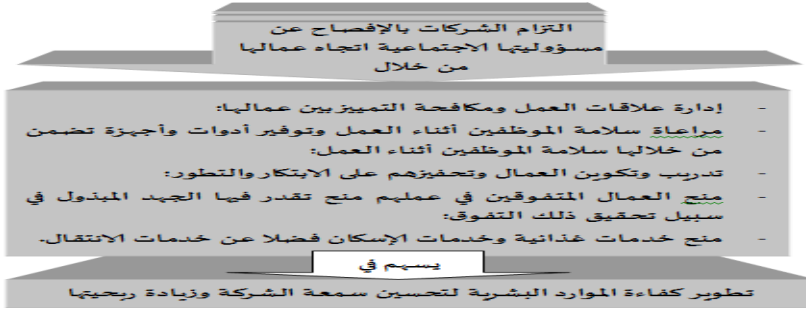 التزام الشركات بالإفصاح عن
مسؤوليتها الاجتماعية اتجاه عمالها
من خلال
- إدارة علاقات العمل ومكافحة التمييز بين عمالها؛
- مراعاة سلامة الموظفين أثناء العمل وتوفير أدوات وأجهزة تضمن
من خلالها سلامة الموظفين أثناء العمل؛
- تدريب وتكوين العمال وتحفيزهم على الابتكار والتطور؛
- منح العمال المتفوقين في عملهم منح تقدر فيها الجهد المبذول في
سبيل تحقيق ذلك التفوق؛
- منح خدمات غذائية وخدمات الإسكان فضلا عن خدمات الانتقال.
يسهم في
تطوير كفاءة الموارد البشرية لتحسين سمعة الشركة وزيادة ربحيتها